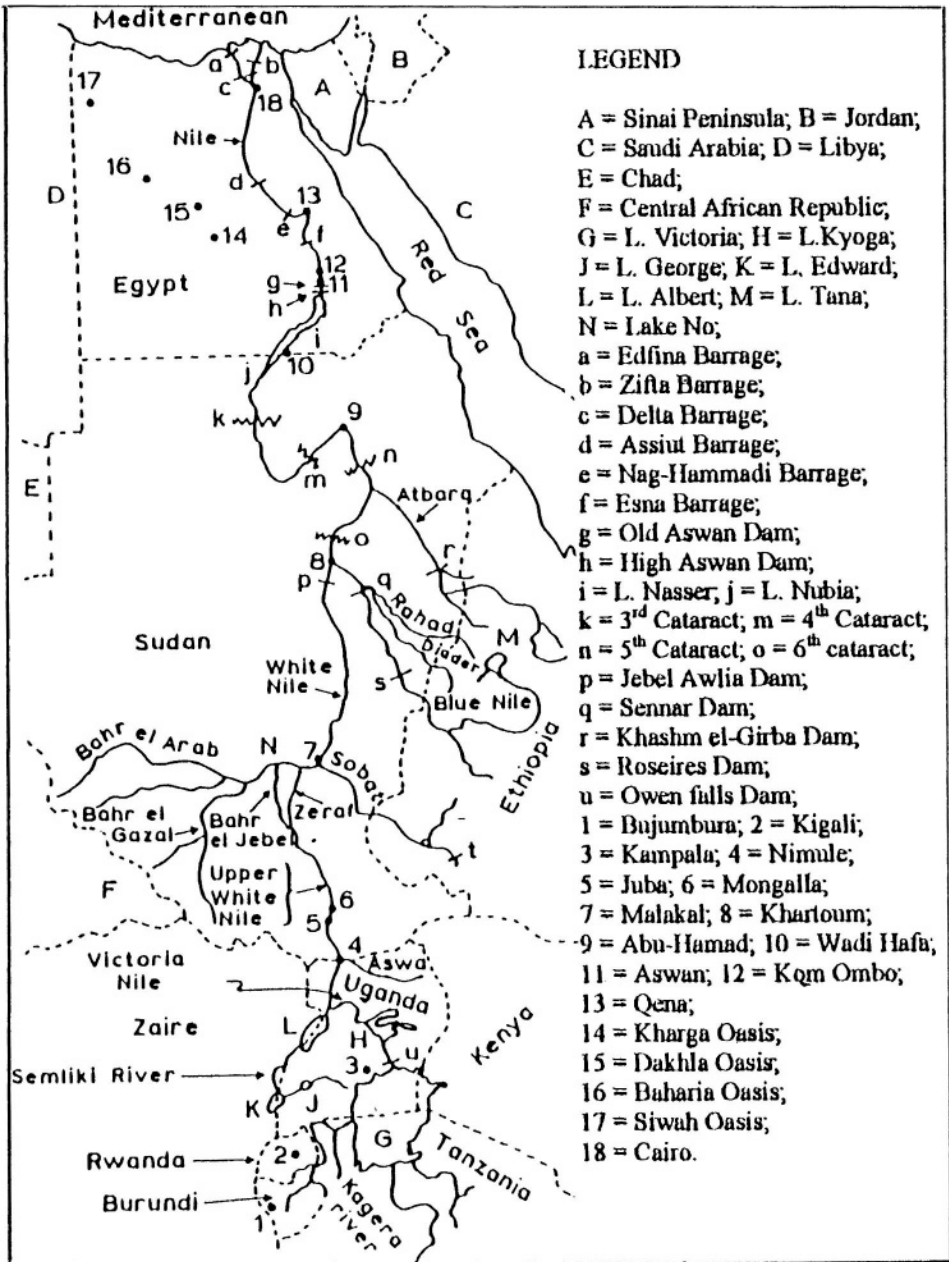 Mediterranean
a
b
B
17
c
A
18
Nile
16
d
13
D
15
C
e
14
f
Red
Sea
12
Egypt
g
11
h
i
10
j
k
9
m
n
E
Atbara
o
8
r
p
q
Rahad
M
Sudan
Diader
White
Nile
s
Blue Nile
Bahr el Arab
N
7
Sobat
Ethiopia
Bahr el
Gazal
Bahr
el Jebel
Zeraf
t
F
Upper
White
Nile
6
5
4
Victoria
Nile
Aswa
Uganda
Zaire
L
H
Kenya
u
Semliki River
3
K
J
G
Tanzania
Rwanda
2
Burundi
Kagera
river
1
LEGEND
A = Sinai Peninsula; B = Jordan;
C = Saudi Arabia; D = Libya;
E = Chad;
F = Central African Republic;
G = L. Victoria; H = L.Kyoga;
J = L. George; K = L. Edward;
L = L. Albert; M = L. Tana;
N = Lake No;
a = Edfina Barrage;
b = Zifta Barrage;
c = Delta Barrage;
d = Assiut Barrage;
e = Nag-Hammadi Barrage;
f = Esna Barrage;
g = Old Aswan Dam;
h = High Aswan Dam;
i = L. Nasser; j = L. Nubia;
k = 3rd Cataract; m = 4th Cataract;
n = 5th Cataract; o = 6th cataract;
p = Jebel Awlia Dam;
q = Sennar Dam;
r = Khashm el-Girba Dam;
s = Roseires Dam;
u = Owen falls Dam;
1 = Bujumbura; 2 = Kigali;
3 = Kampala; 4 = Nimule;
5 = Juba; 6 = Mongalla;
7 = Malakal; 8 = Khartoum;
9 = Abu-Hamad; 10 = Wadi Hafa;
11 = Aswan; 12 = Kom Ombo;
13 = Qena;
14 = Kharga Oasis;
15 = Dakhla Oasis;
16 = Baharia Oasis;
17 = Siwah Oasis;
18 = Cairo.